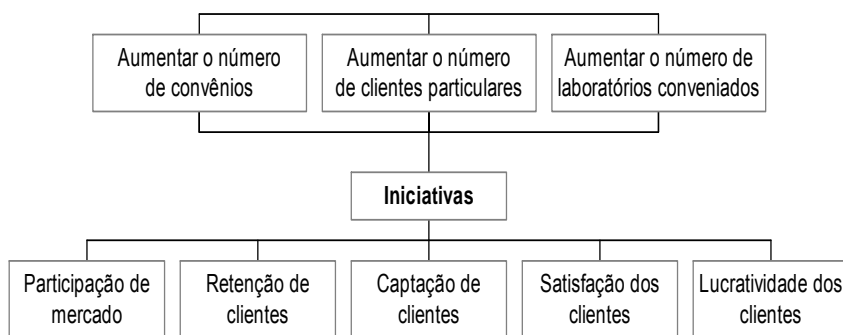 Aumentar o número
de convênios
Aumentar o número
de clientes particulares
Aumentar o número de
laboratórios conveniados
Iniciativas
Participação de
mercado
Retenção de
clientes
Captação de
clientes
Satisfação dos
clientes
Lucratividade dos
clientes